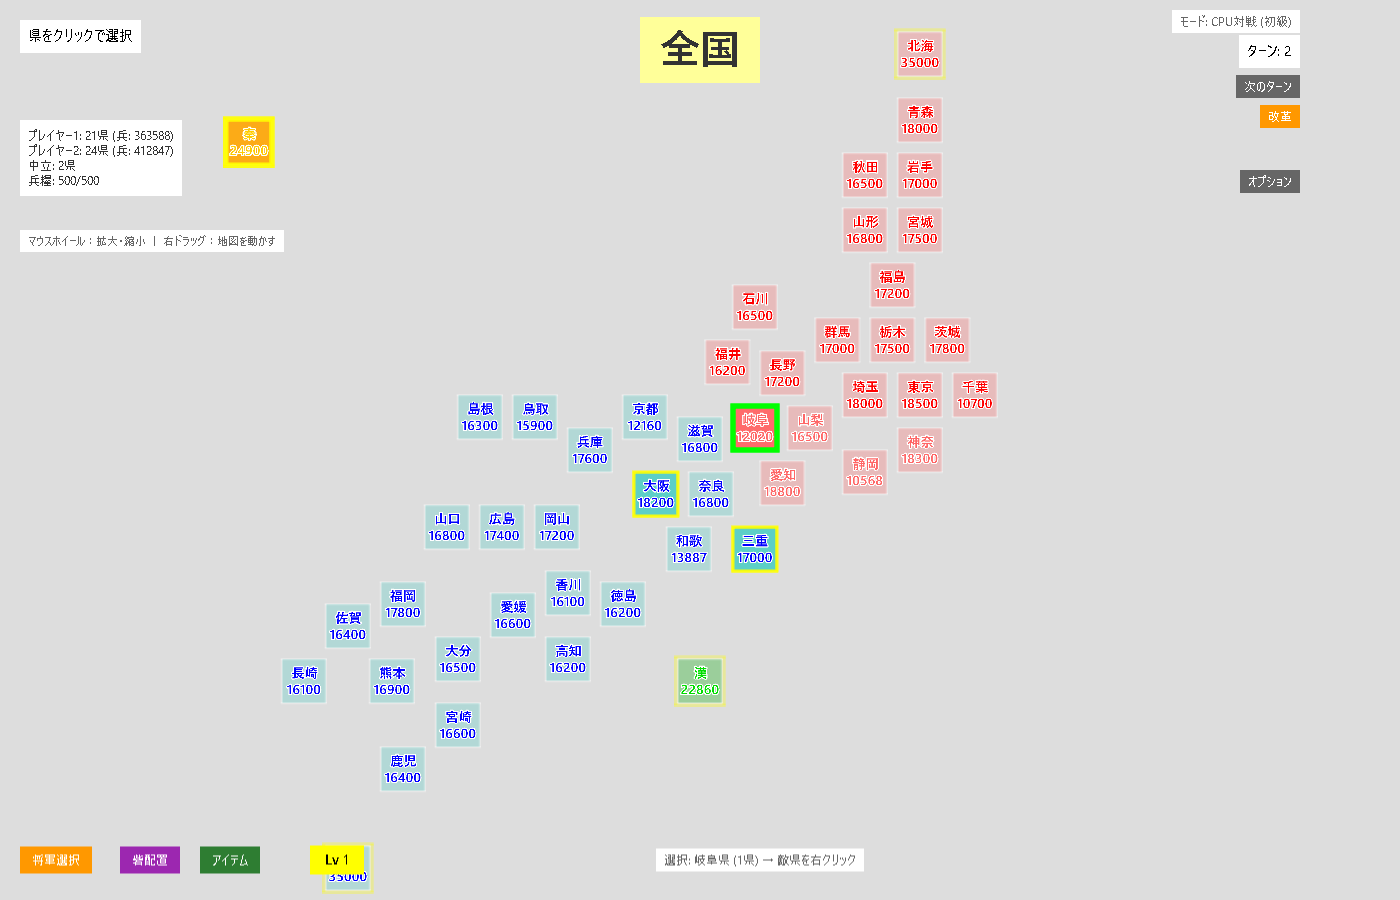 県をクリックで選択
全国
モード: CPU対戦 (初級)
ターン: 2
次のターン
改革
オプション
プレイヤー1: 21県 (兵: 363588)
プレイヤー2: 24県 (兵: 412847)
中立: 2県
兵糧: 500/500
秦
24900
マウスホイール：拡大・縮小 | 右ドラッグ：地図を動かす
北海
35000
青森
18000
秋田
16500
岩手
17000
山形
16800
宮城
17500
福島
17200
石川
16500
群馬
17000
栃木
17500
茨城
17800
福井
16200
長野
17200
埼玉
18000
東京
18500
千葉
10700
島根
16300
鳥取
15900
京都
12160
滋賀
16800
岐阜
12020
山梨
16500
兵庫
17600
神奈
18300
静岡
10568
愛知
18800
大阪
18200
奈良
16800
山口
16800
広島
17400
岡山
17200
和歌
13887
三重
17000
香川
16100
徳島
16200
福岡
17800
愛媛
16600
佐賀
16400
大分
16500
高知
16200
長崎
16100
熊本
16900
漢
22860
宮崎
16600
鹿児
16400
将軍選択
砦配置
アイテム
Lv 1
35000
選択: 岐阜県 (1県) → 敵県を右クリック